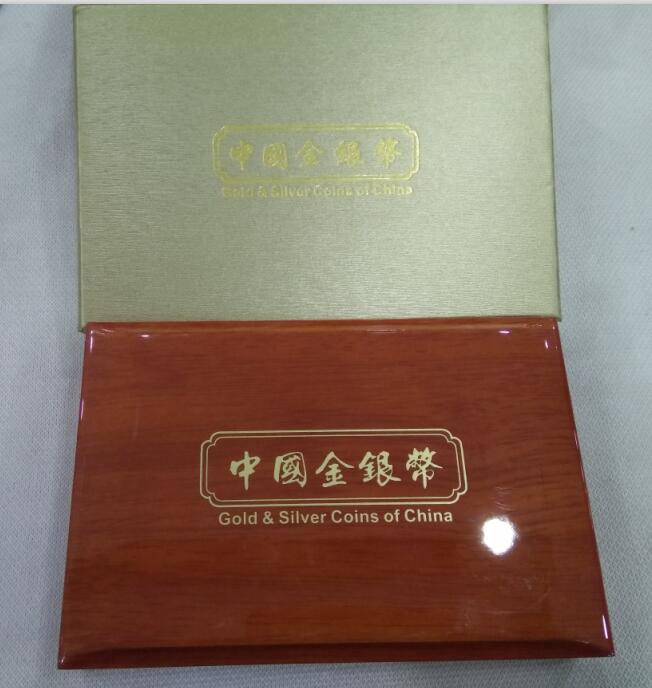 中國金銀幣
Gold & Silver Coins of China
中國金銀幣
Gold & Silver Coins of China